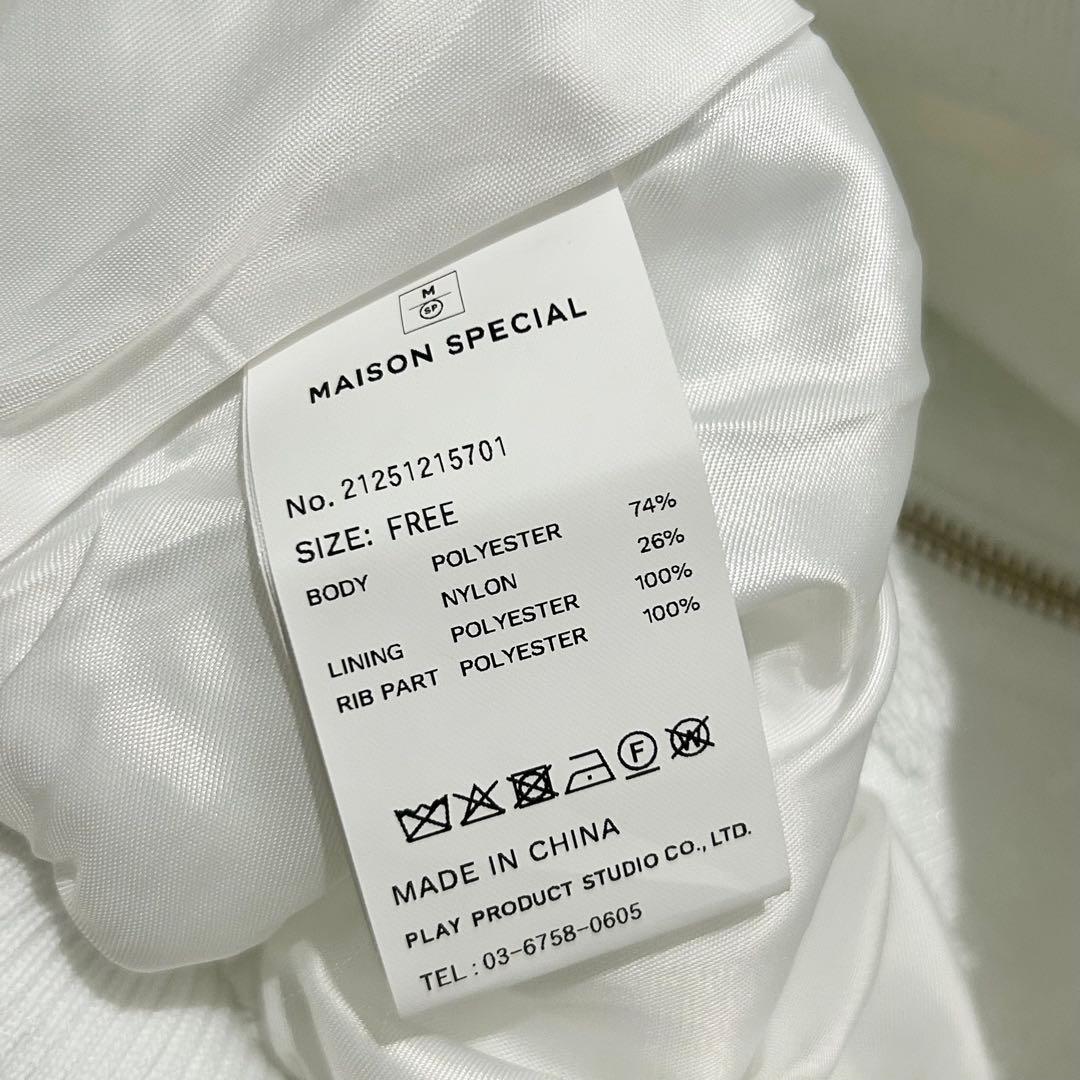 M
SP
MAISON SPECIAL
No. 21251215701
SIZE: FREE
BODY POLYESTER 74%
NYLON 26%
LINING POLYESTER 100%
RIB PART POLYESTER 100%
F W
MADE IN CHINA
PLAY PRODUCT STUDIO CO., LTD.
TEL : 03-6758-0605